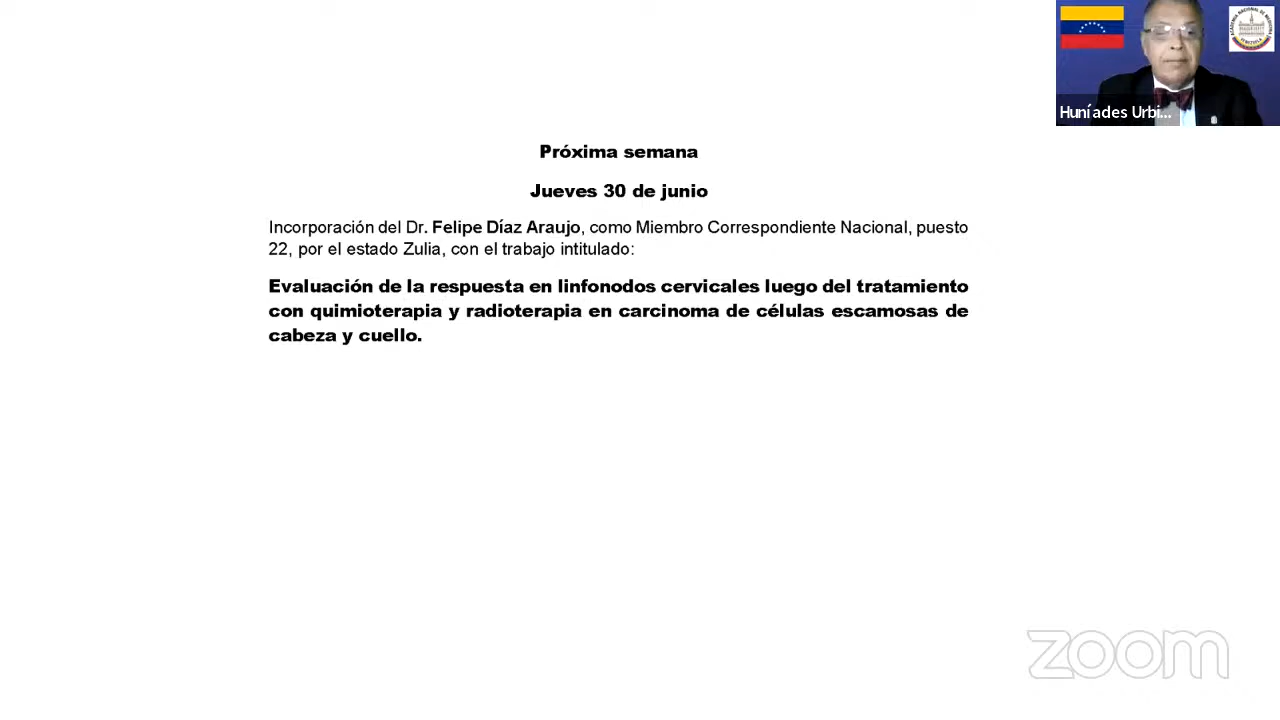 Huníades Urbi...
Próxima semana
Jueves 30 de junio
Incorporación del Dr. Felipe Díaz Araujo, como Miembro Correspondiente Nacional, puesto
22, por el estado Zulia, con el trabajo intitulado:
Evaluación de la respuesta en linfonodos cervicales luego del tratamiento
con quimioterapia y radioterapia en carcinoma de células escamosas de
cabeza y cuello.
zoom